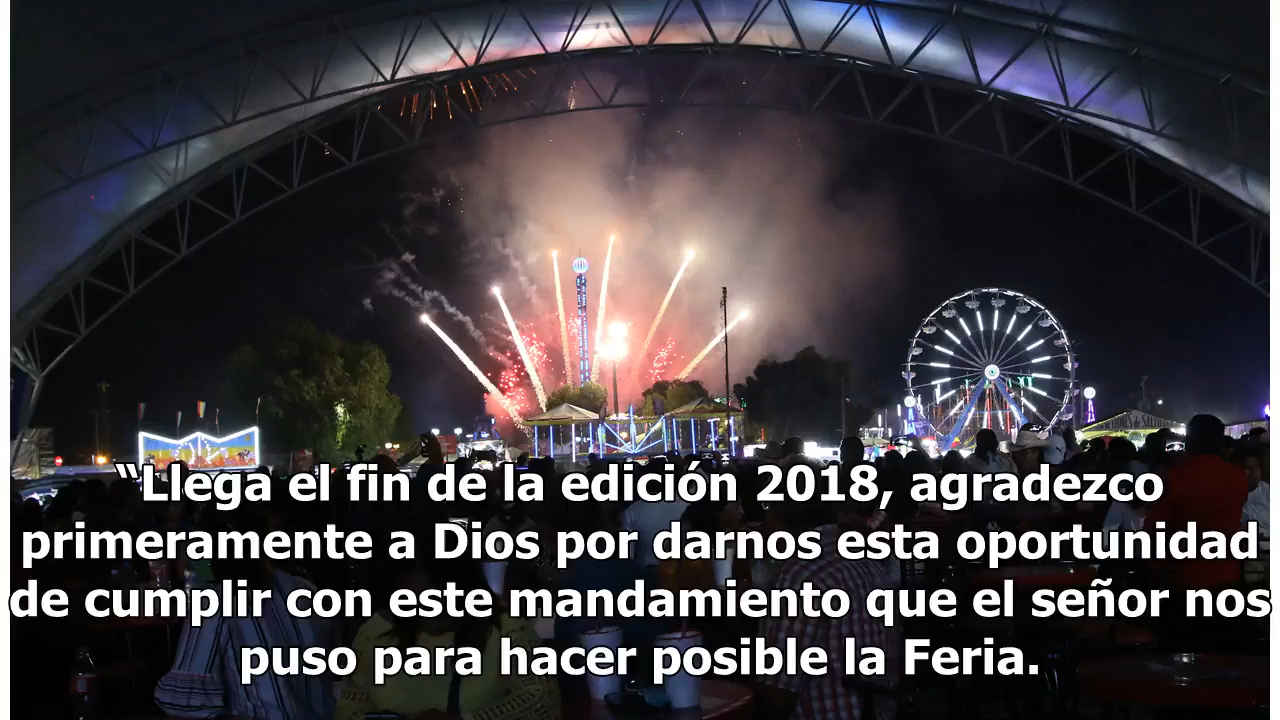 “Llega el fin de la edición 2018, agradezco
primeramente a Dios por darnos esta oportunidad
de cumplir con este mandamiento que el señor nos
puso para hacer posible la Feria.